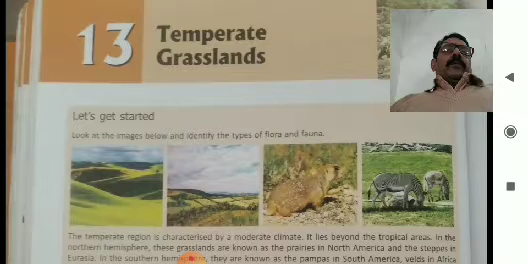 13
Temperate
Grasslands
Let's get started
Look at the images below and identify the types of flora and fauna.
The temperate region is characterised by a moderate climate. It lies beyond the tropical areas. In the
northern hemisphere, these grasslands are known as the prairies in North America and the steppes in
Eurasia. In the southern hemisphere, they are known as the pampas in South America, velds in Africa